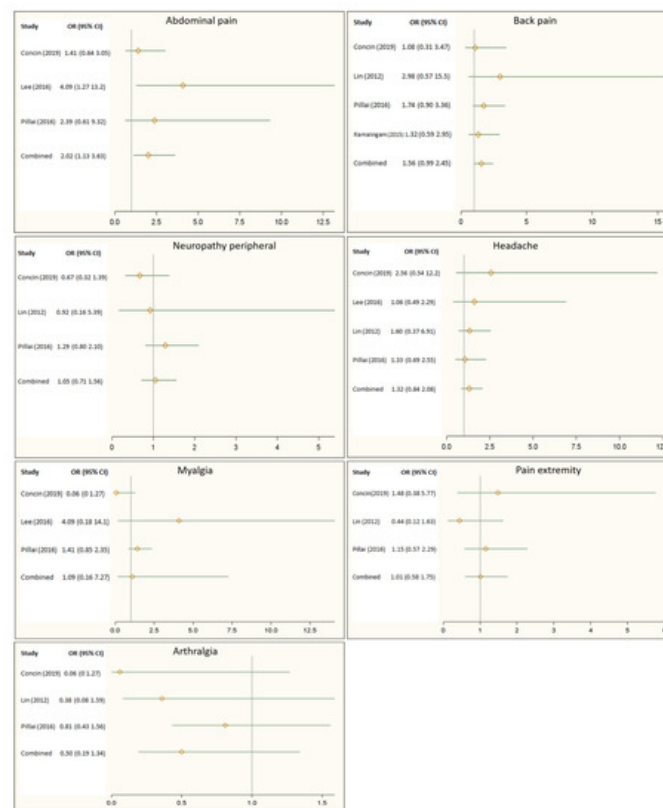 Abdominal pain
Study OR (95% CI)
Concin (2019) 1.41 (0.64 3.05)
Lee (2016) 4.09 (1.27 13.2)
Pillai (2016) 2.39 (0.61 9.32)
Combined 2.02 (1.13 3.63)
0.0 2.5 5.0 7.5 10.0 12.5
Back pain
Study OR (95% CI)
Concin (2019) 1.08 (0.31 3.47)
Lin (2012) 2.98 (0.57 15.5)
Pillai (2016) 1.74 (0.90 3.36)
Ramalingam (2015) 1.32 (0.59 2.95)
Combined 1.56 (0.99 2.45)
0 5 10 15
Neuropathy peripheral
Study OR (95% CI)
Concin (2019) 0.67 (0.32 1.39)
Lin (2012) 0.92 (0.16 5.39)
Pillai (2016) 1.29 (0.80 2.10)
Combined 1.05 (0.71 1.56)
0 1 2 3 4 5
Headache
Study OR (95% CI)
Concin (2019) 2.56 (0.54 12.2)
Lee (2016) 1.06 (0.49 2.29)
Lin (2012) 1.60 (0.37 6.91)
Pillai (2016) 1.33 (0.69 2.55)
Combined 1.32 (0.84 2.08)
0.0 2.5 5.0 7.5 10.0 12.5
Myalgia
Study OR (95% CI)
Concin (2019) 0.06 (0 1.27)
Lee (2016) 4.09 (0.18 14.1)
Pillai (2016) 1.41 (0.85 2.35)
Combined 1.09 (0.16 7.27)
0.0 2.5 5.0 7.5 10.0 12.5
Pain extremity
Study OR (95% CI)
Concin(2019) 1.48 (0.38 5.77)
Lin (2012) 0.44 (0.12 1.63)
Pillai (2016) 1.15 (0.57 2.29)
Combined 1.01 (0.58 1.75)
0 1 2 3 4 5 6
Arthralgia
Study OR (95% CI)
Concin (2019) 0.06 (0 1.27)
Lin (2012) 0.38 (0.08 1.59)
Pillai (2016) 0.81 (0.43 1.56)
Combined 0.50 (0.19 1.34)
0.0 0.5 1.0 1.5